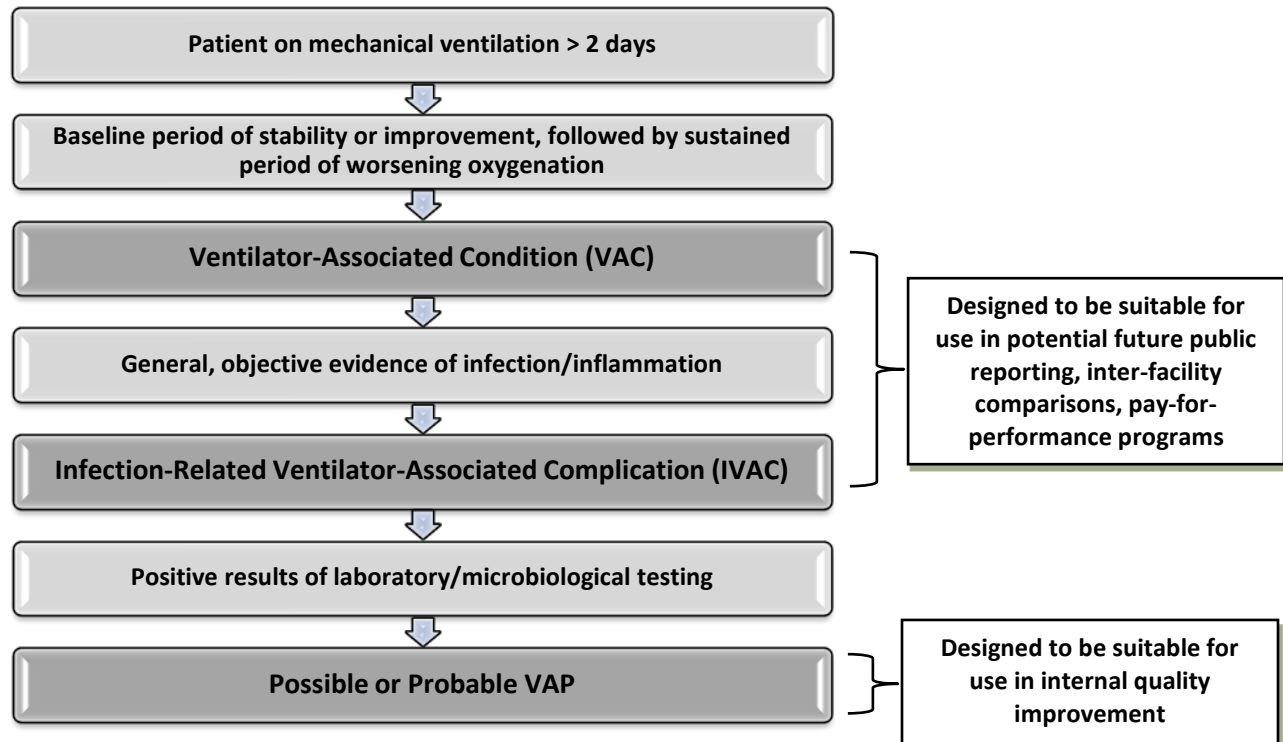 Patient on mechanical ventilation > 2 days
Baseline period of stability or improvement, followed by sustained
period of worsening oxygenation
Ventilator-Associated Condition (VAC)
General, objective evidence of infection/inflammation
Infection-Related Ventilator-Associated Complication (IVAC)
Positive results of laboratory/microbiological testing
Possible or Probable VAP
Designed to be suitable for
use in potential future public
reporting, inter-facility
comparisons, pay-for-
performance programs
Designed to be suitable for
use in internal quality
improvement